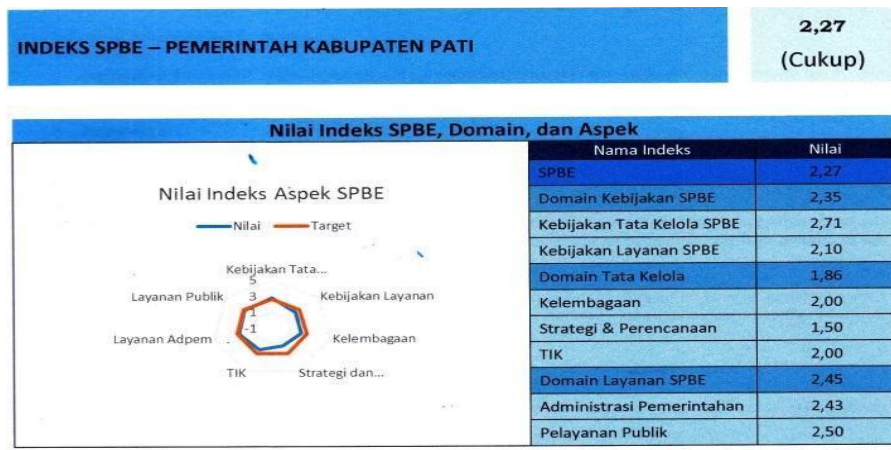 INDEKS SPBE – PEMERINTAH KABUPATEN PATI
2,27
(Cukup)
Nilai Indeks SPBE, Domain, dan Aspek
Nilai Indeks Aspek SPBE
Nilai Target
Kebijakan Tata...
5
Layanan Publik 3 Kebijakan Layanan
1
-1
Layanan Adpem Kelembagaan
TIK Strategi dan...
Nama Indeks Nilai
SPBE 2,27
Domain Kebijakan SPBE 2,35
Kebijakan Tata Kelola SPBE 2,71
Kebijakan Layanan SPBE 2,10
Domain Tata Kelola 1,86
Kelembagaan 2,00
Strategi & Perencanaan 1,50
TIK 2,00
Domain Layanan SPBE 2,45
Administrasi Pemerintahan 2,43
Pelayanan Publik 2,50